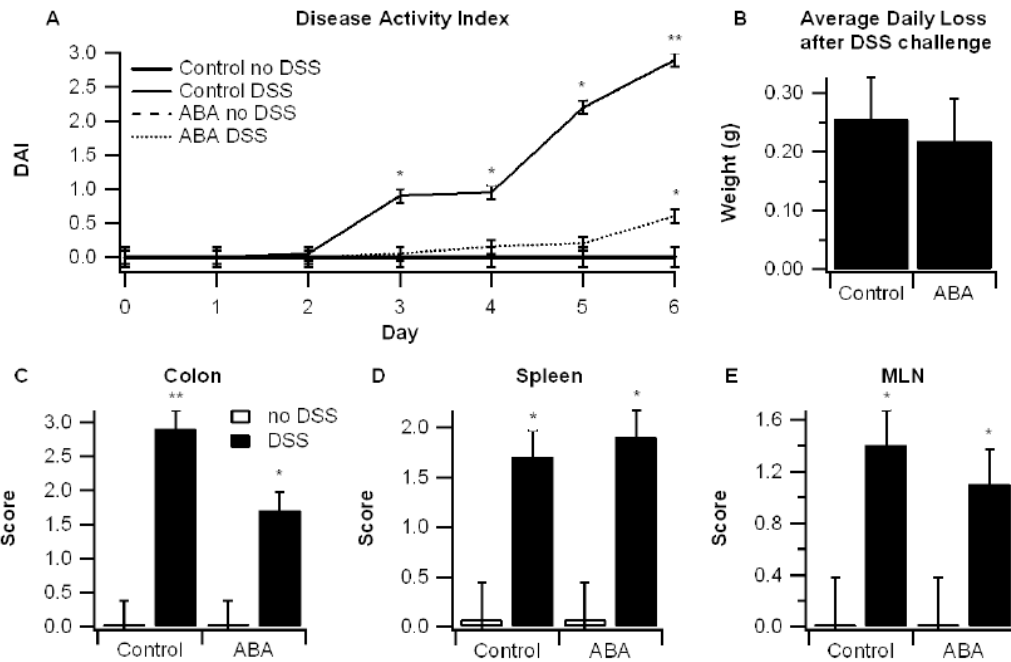 A
Disease Activity Index
3.0
2.5
2.0
1.5
1.0
0.5
0.0
DAI
Control no DSS
Control DSS
ABA no DSS
ABA DSS
*
*
*
**
*
0 1 2 3 4 5 6
Day
B
Average Daily Loss
after DSS challenge
0.30
0.20
0.10
0.00
Weight (g)
Control ABA
C
Colon
3.0
2.5
2.0
1.5
1.0
0.5
0.0
Score
**
*
no DSS
DSS
Control ABA
D
Spleen
2.0
1.5
1.0
0.5
0.0
Score
*
*
Control ABA
E
MLN
1.6
1.2
0.8
0.4
0.0
Score
*
*
Control ABA